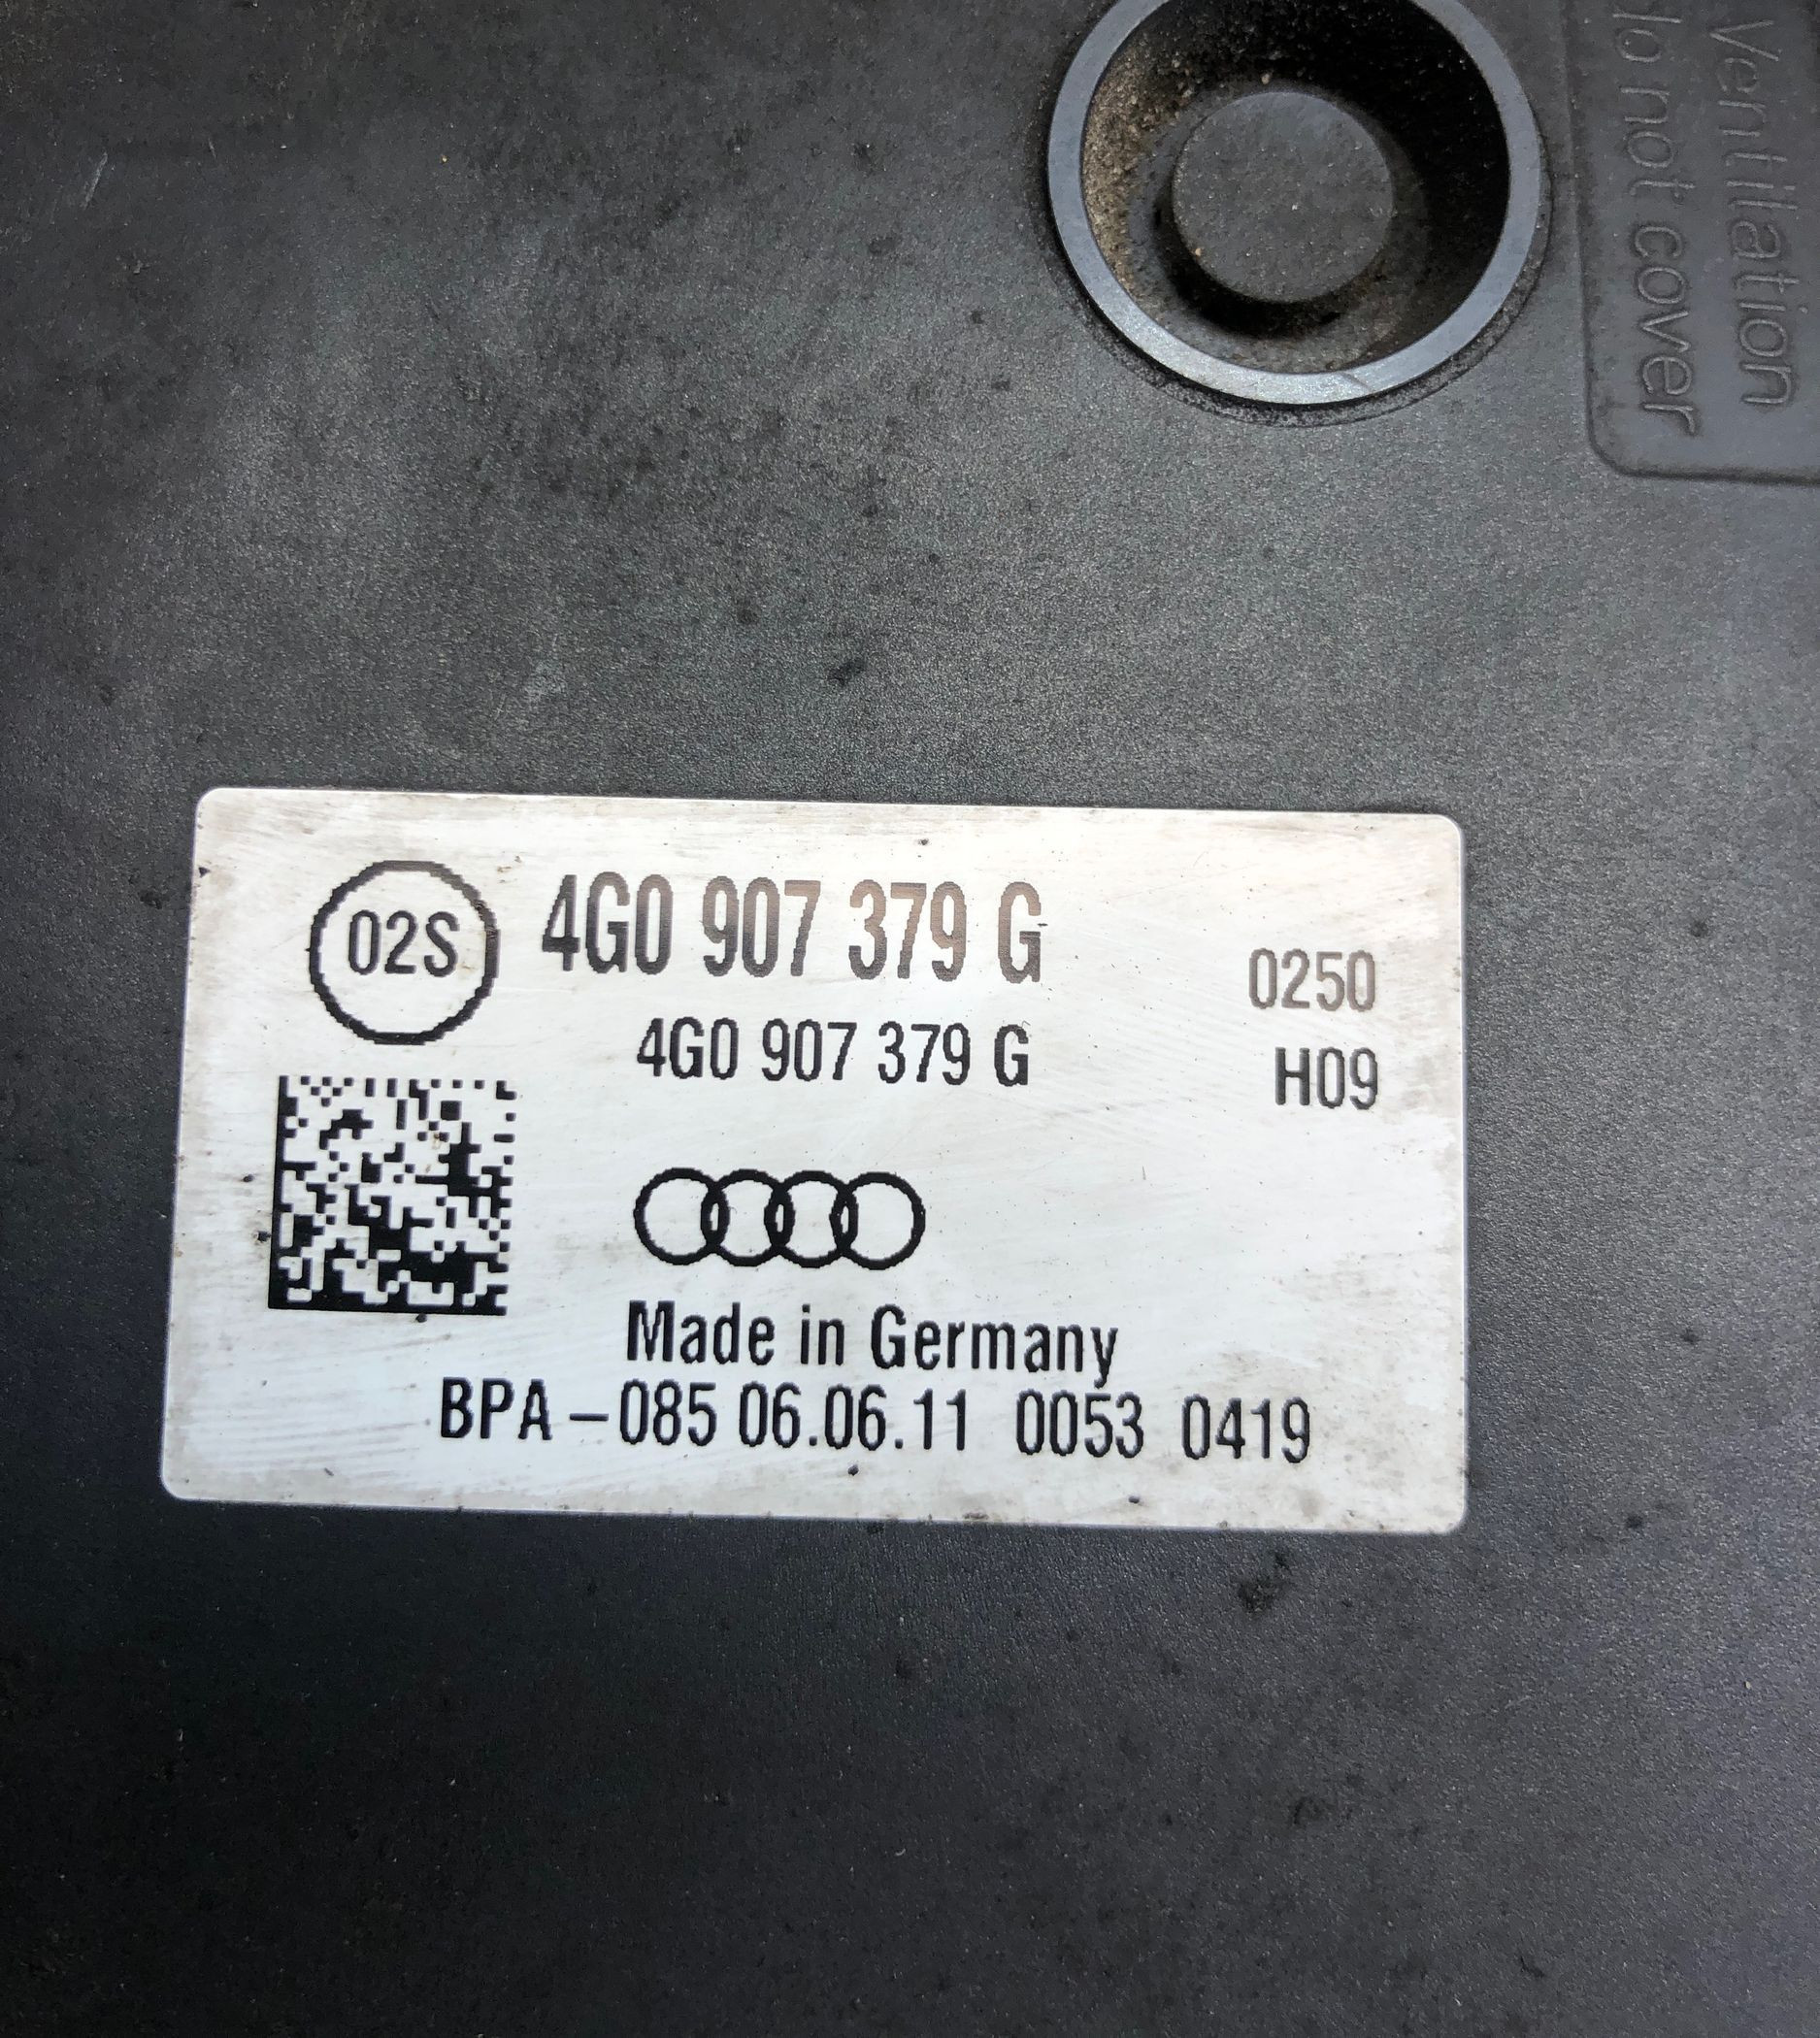 Ventilation
do not cover
02S
4G0 907 379 G
0250
4G0 907 379 G
H09
Made in Germany
BPA -085 06.06.11 0053 0419